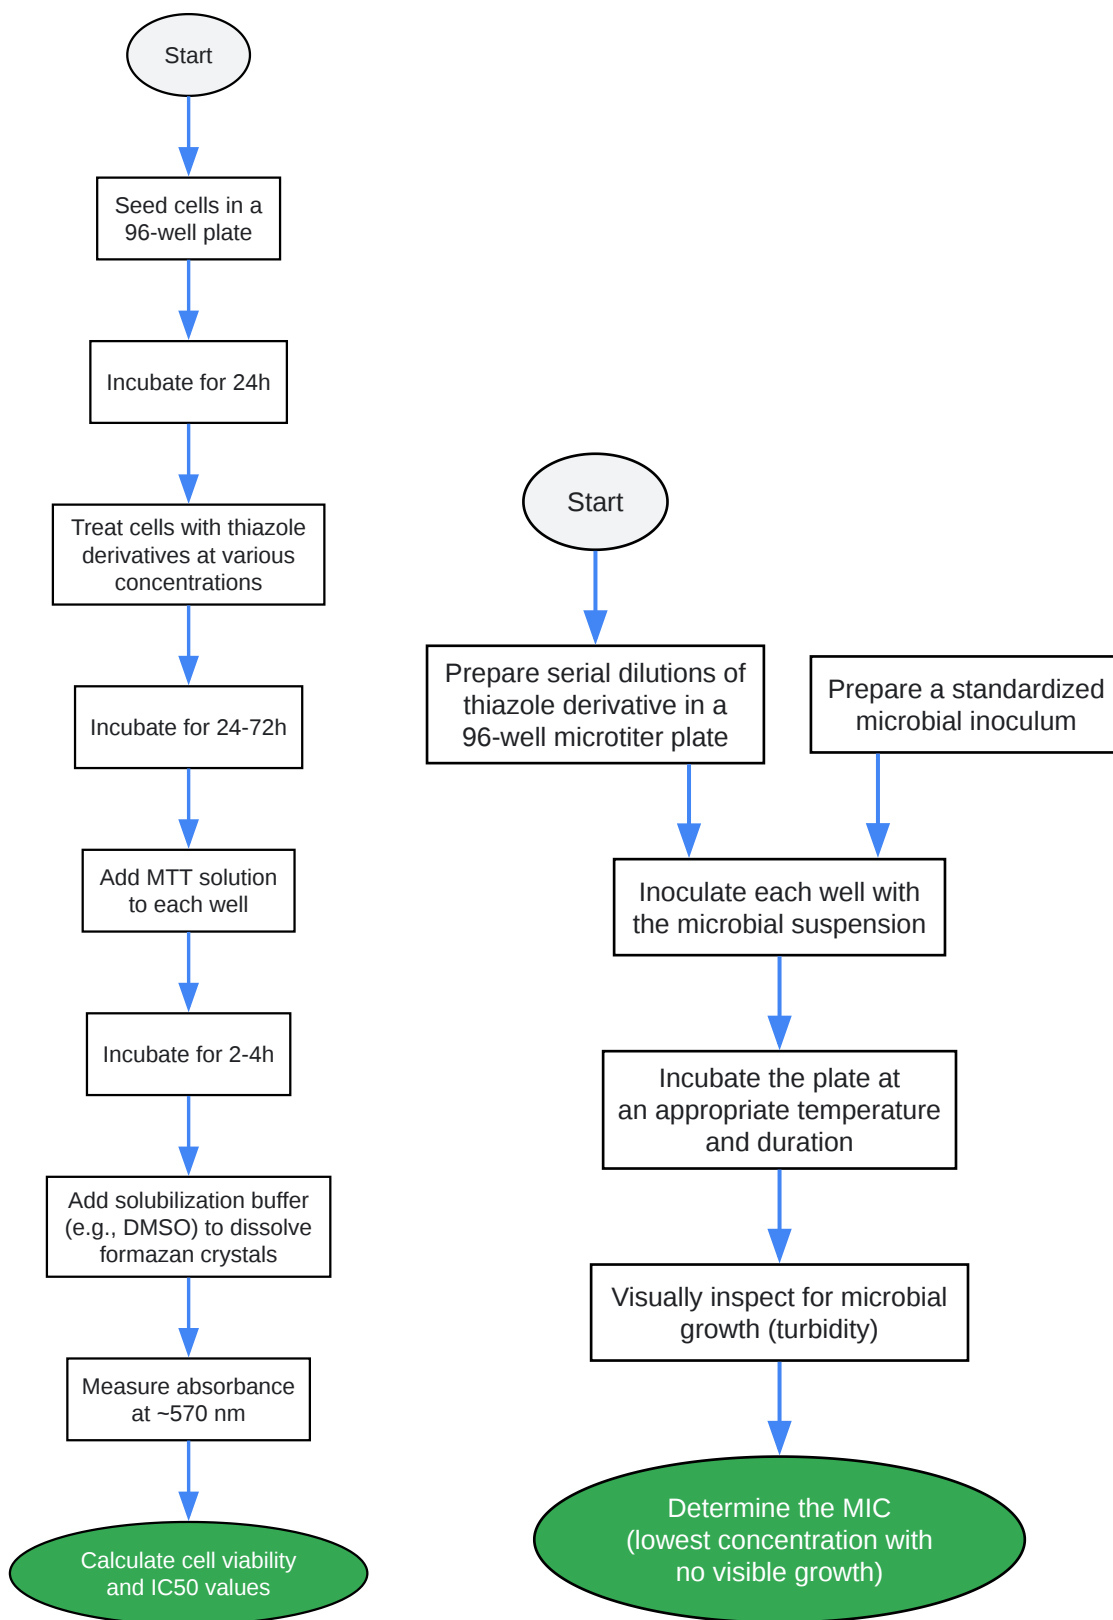 Start
Seed cells in a
96-well plate
Incubate for 24h
Treat cells with thiazole
derivatives at various
concentrations
Incubate for 24-72h
Add MTT solution
to each well
Incubate for 2-4h
Add solubilization buffer
(e.g., DMSO) to dissolve
formazan crystals
Measure absorbance
at ~570 nm
Calculate cell viability
and IC50 values
Start
Prepare serial dilutions of
thiazole derivative in a
96-well microtiter plate
Prepare a standardized
microbial inoculum
Inoculate each well with
the microbial suspension
Incubate the plate at
an appropriate temperature
and duration
Visually inspect for microbial
growth (turbidity)
Determine the MIC
(lowest concentration with
no visible growth)